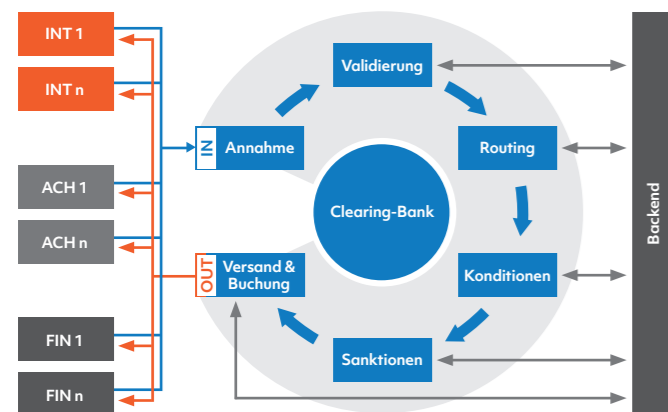 INT 1
INT n
ACH 1
ACH n
FIN 1
FIN n
IN
Annahme
Validierung
Routing
Konditionen
Sanktionen
OUT
Versand &
Buchung
Clearing-Bank
Backend